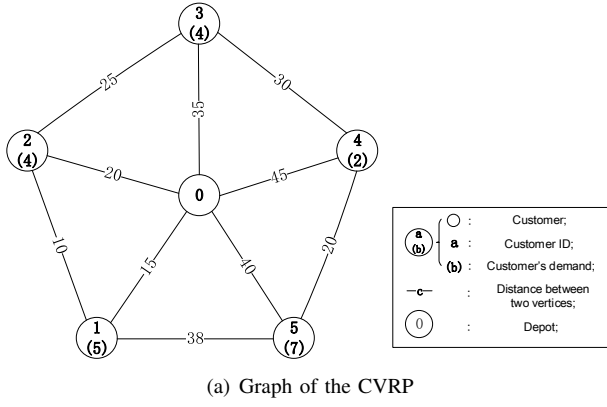 3
(4)
25
30
35
2
(4)
4
(2)
20
45
0
10
15
40
20
1
(5)
38
5
(7)
a
(b)
: Customer;
a : Customer ID;
(b) : Customer's demand;
c : Distance between
two vertices;
0 : Depot;
(a) Graph of the CVRP